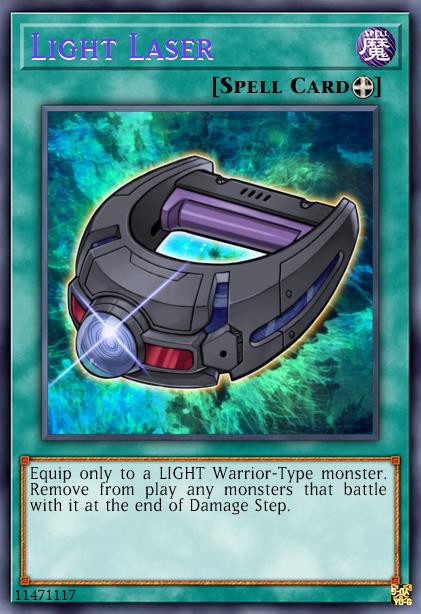 Light Laser
SPELL
魔
[Spell Card]
Equip only to a LIGHT Warrior-Type monster.
Remove from play any monsters that battle
with it at the end of Damage Step.
11471117